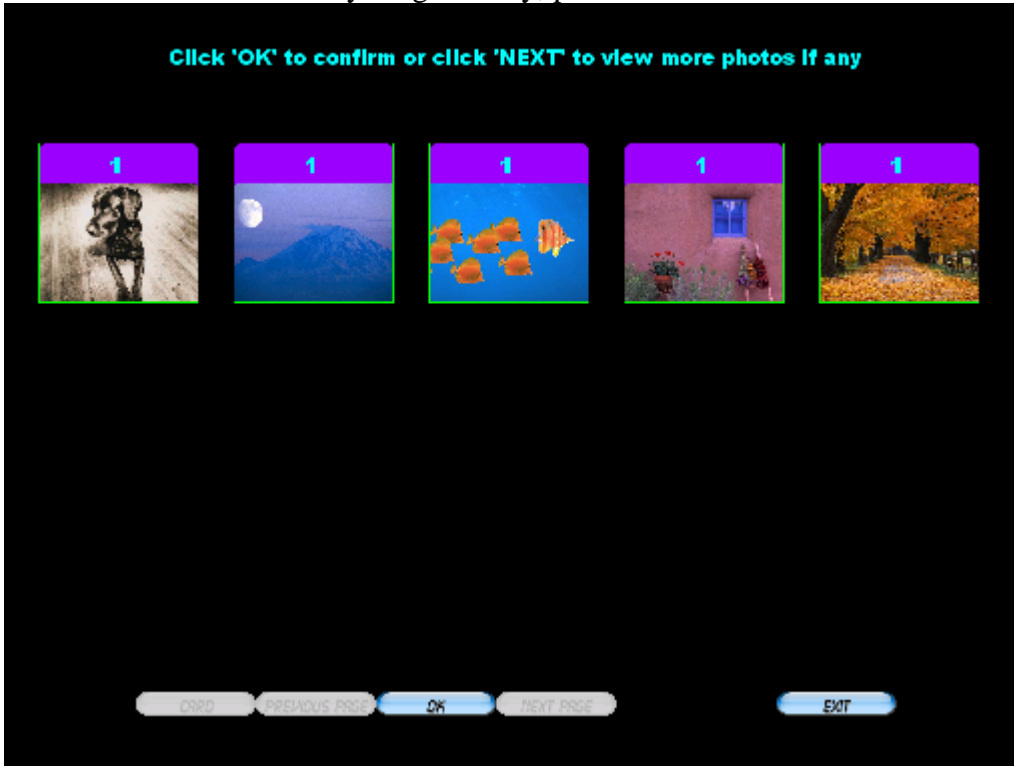 Click 'OK' to confirm or click 'NEXT' to view more photos if any
1 1 1 1 1
CARD PREVIOUS PAGE OK NEXT PAGE EXIT